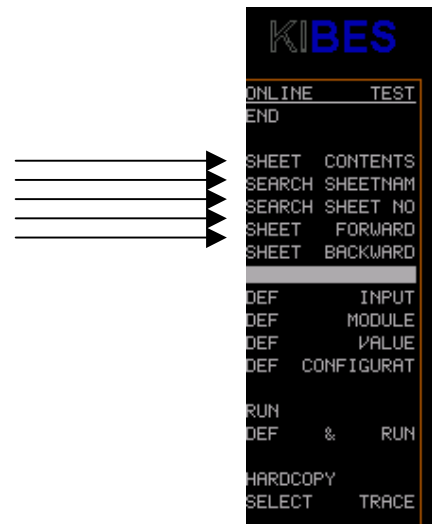 KIBES
ONLINE TEST
END
SHEET CONTENTS
SEARCH SHEETNAM
SEARCH SHEET NO
SHEET FORWARD
SHEET BACKWARD
DEF INPUT
DEF MODULE
DEF VALUE
DEF CONFIGURAT
RUN
DEF & RUN
HARDCOPY
SELECT TRACE